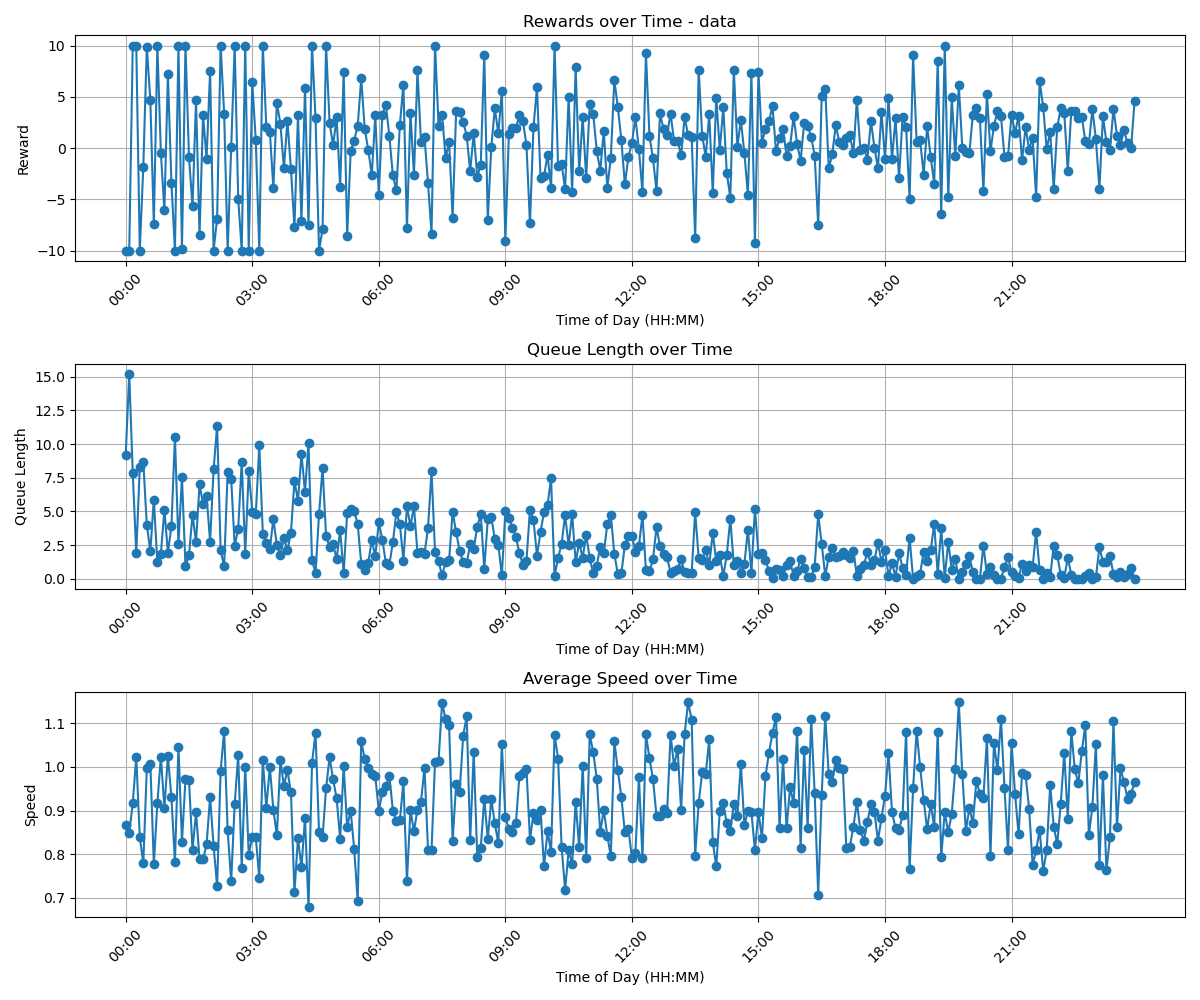 Rewards over Time - data
10
5
0
−5
−10
Reward
00:00 03:00 06:00 09:00 12:00 15:00 18:00 21:00
Time of Day (HH:MM)
Queue Length over Time
15.0
12.5
10.0
7.5
5.0
2.5
0.0
Queue Length
00:00 03:00 06:00 09:00 12:00 15:00 18:00 21:00
Time of Day (HH:MM)
Average Speed over Time
1.1
1.0
0.9
0.8
0.7
Speed
00:00 03:00 06:00 09:00 12:00 15:00 18:00 21:00
Time of Day (HH:MM)